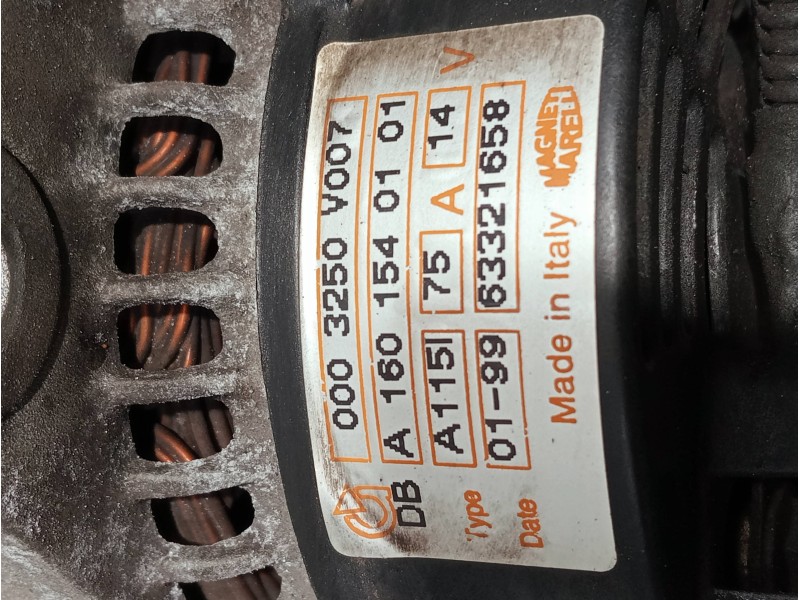 000 3250 V007
DB A 160 154 01 01
Type A115I 75 A 14 V
Date 01-99 63321658
Made in Italy MAGNETI MARELLI